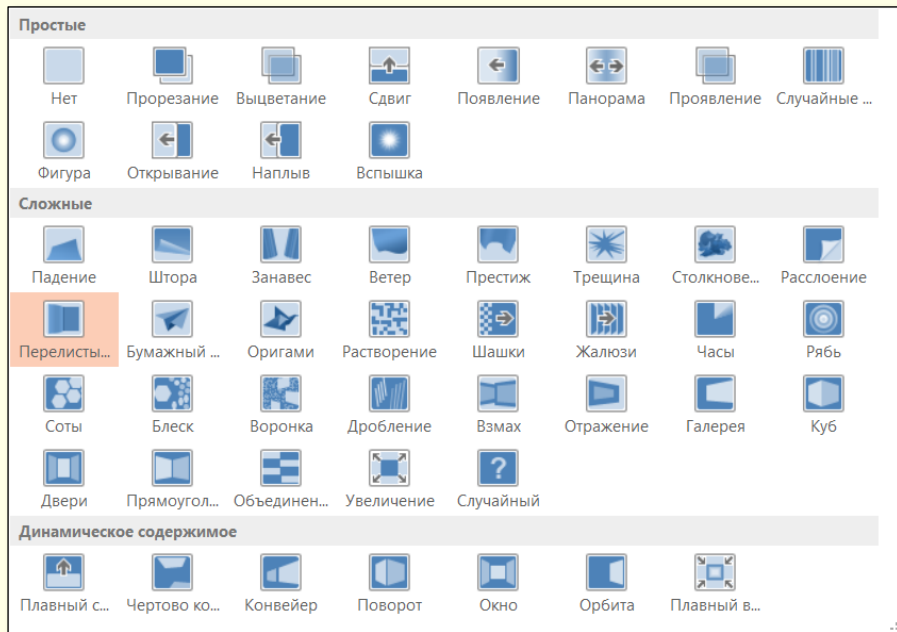 Простые
Нет Прорезание Выцветание Сдвиг Появление Панорама Проявление Случайные ...
Фигура Открывание Наплыв Вспышка
Сложные
Падение Штора Занавес Ветер Престиж Трещина Столкнове... Расслоение
Перелисты... Бумажный ... Оригами Растворение Шашки Жалюзи Часы Рябь
Соты Блеск Воронка Дробление Взмах Отражение Галерея Куб
?
Двери Прямоугол... Объединен... Увеличение Случайный
Динамическое содержимое
Плавный с... Чертово ко... Конвейер Поворот Окно Орбита Плавный в...